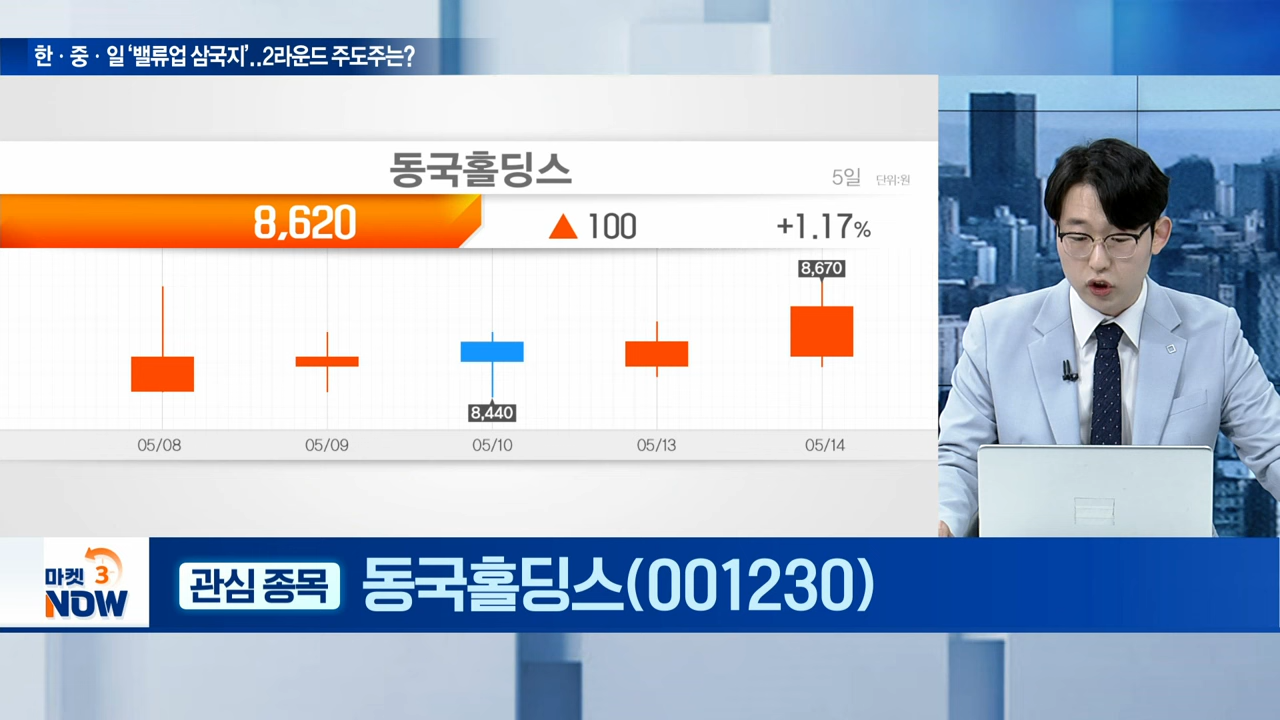 한·중·일 '밸류업 삼국지'..2라운드 주도주는?
동국홀딩스
5일 단위:원
8,620 ▲ 100 +1.17%
8,670
8,440
05/08 05/09 05/10 05/13 05/14
마켓 3
NOW
관심 종목 동국홀딩스(001230)